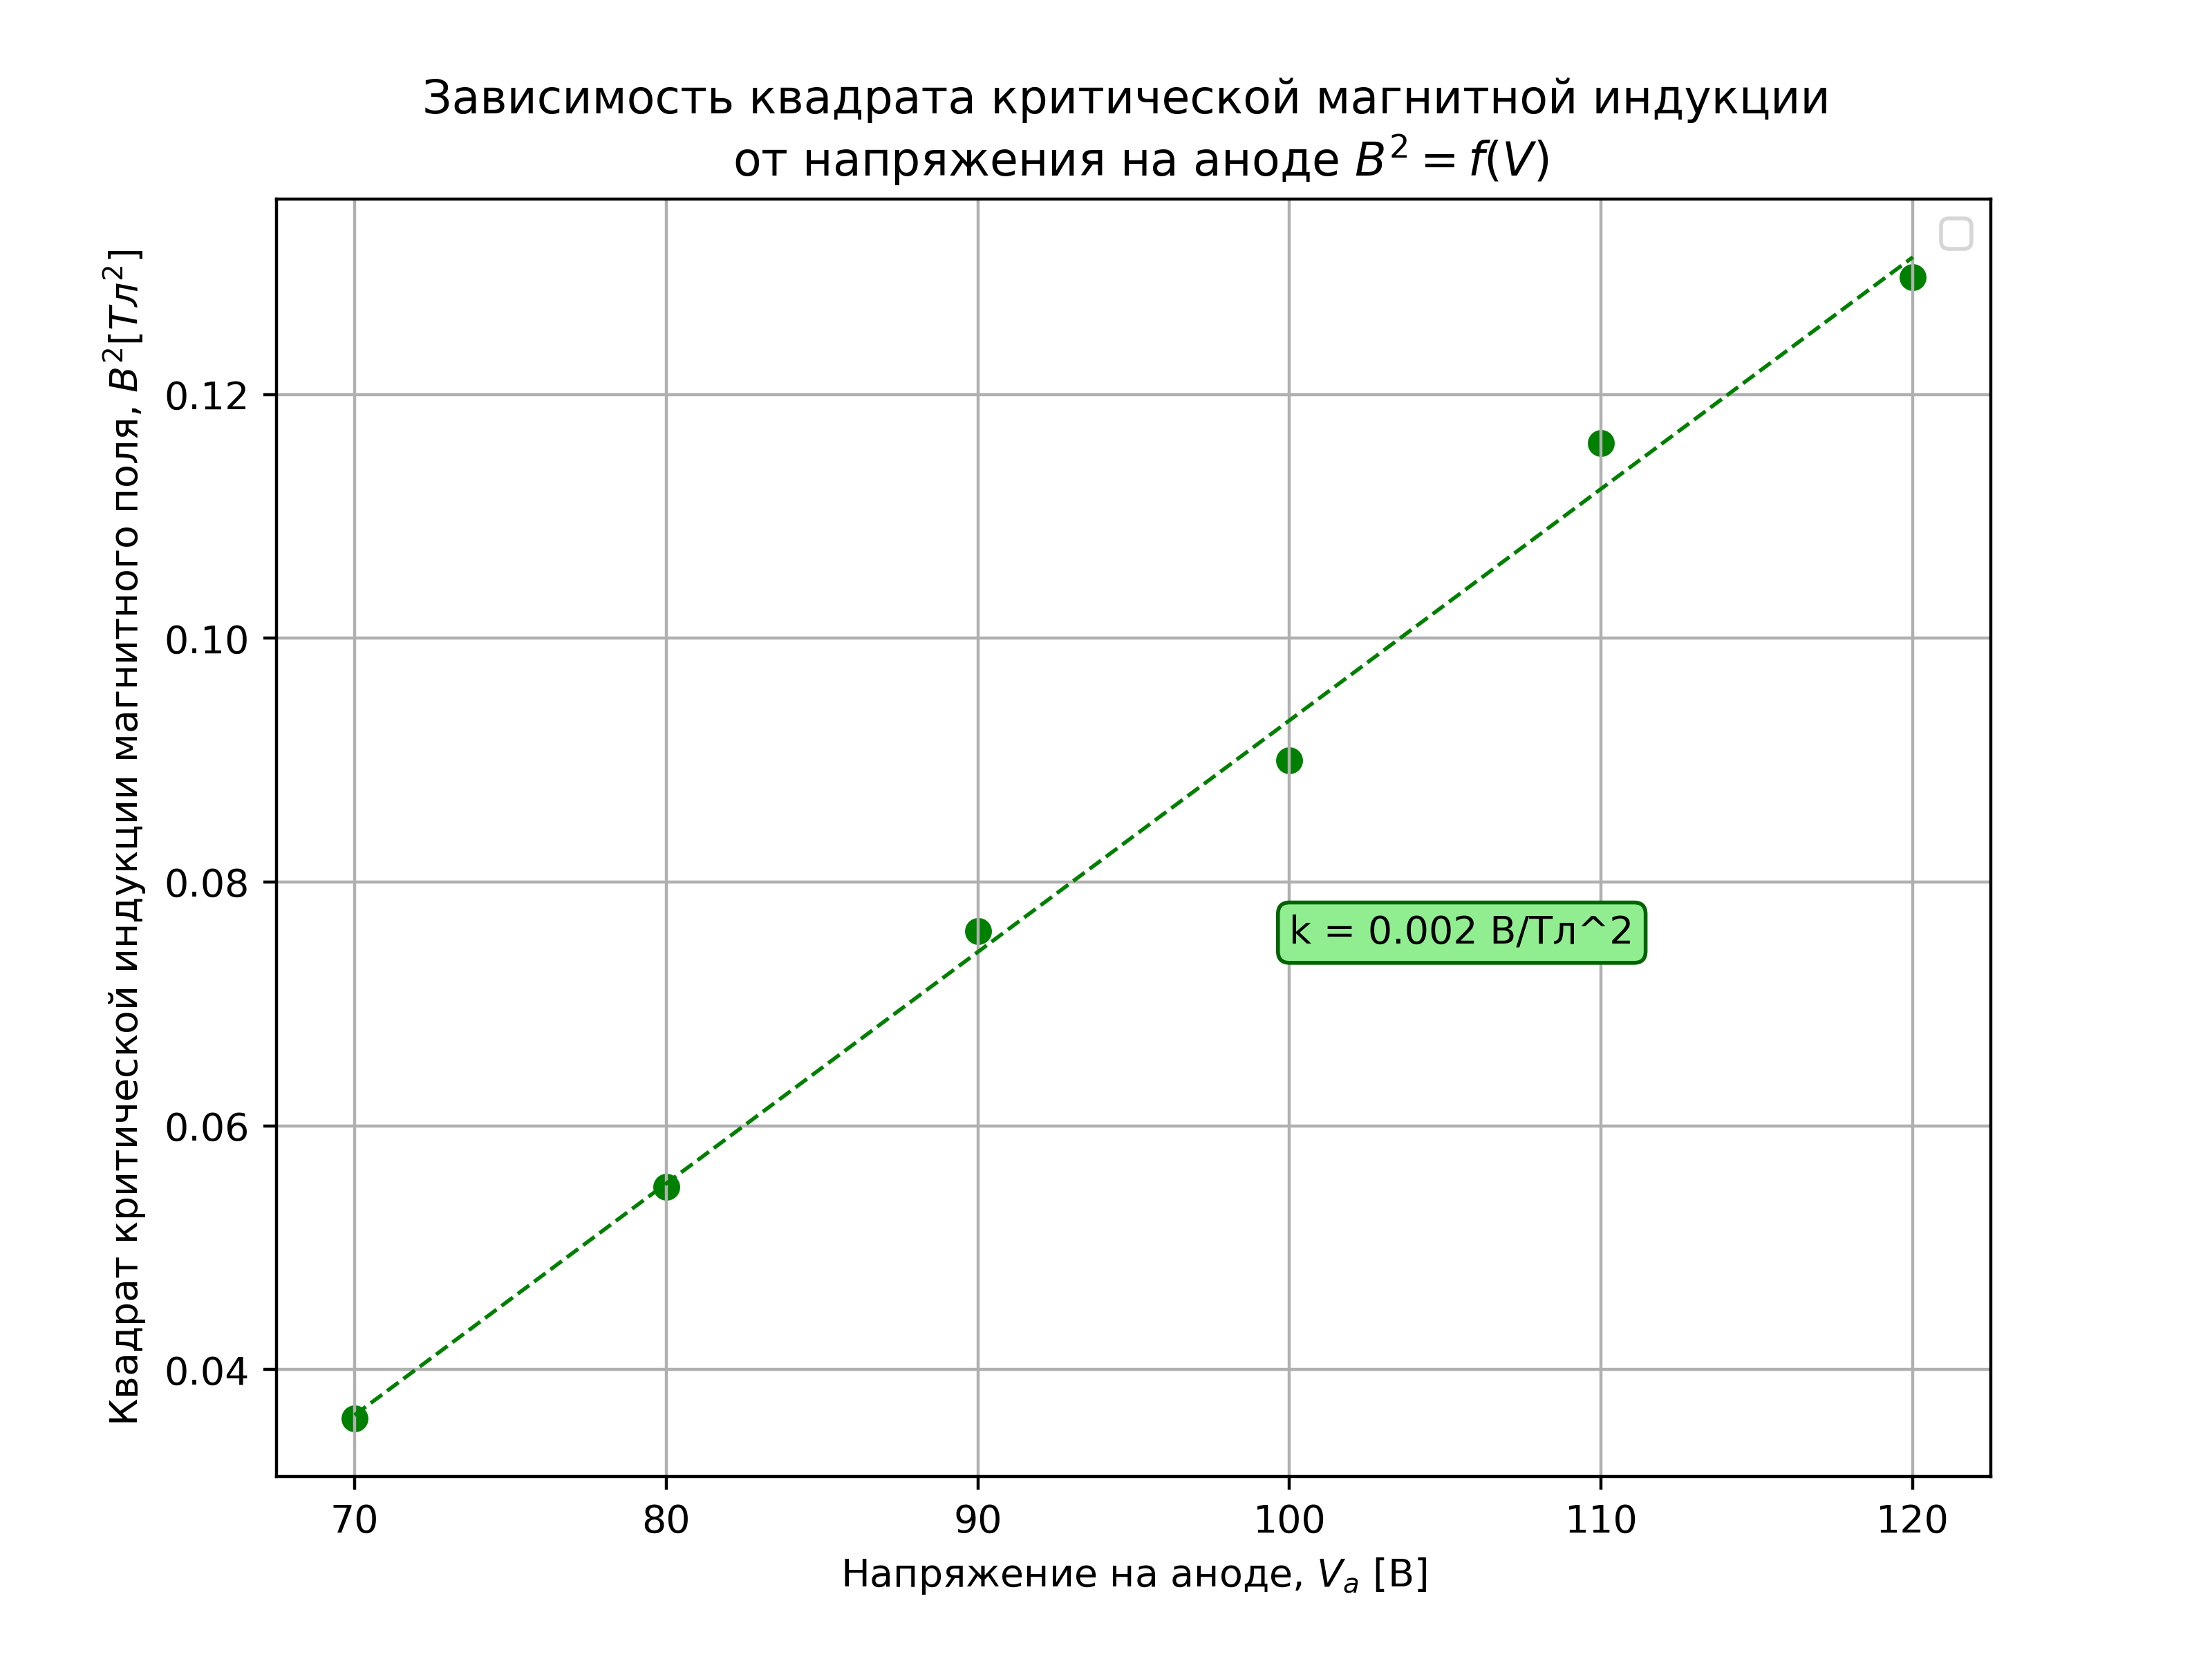 Зависимость квадрата критической магнитной индукции
от напряжения на аноде B² = f(V)
Квадрат критической индукции магнитного поля, B²[Тл²]
0.12
0.10
0.08
0.06
0.04
k = 0.002 В/Тл^2
70 80 90 100 110 120
Напряжение на аноде, Vₐ [В]